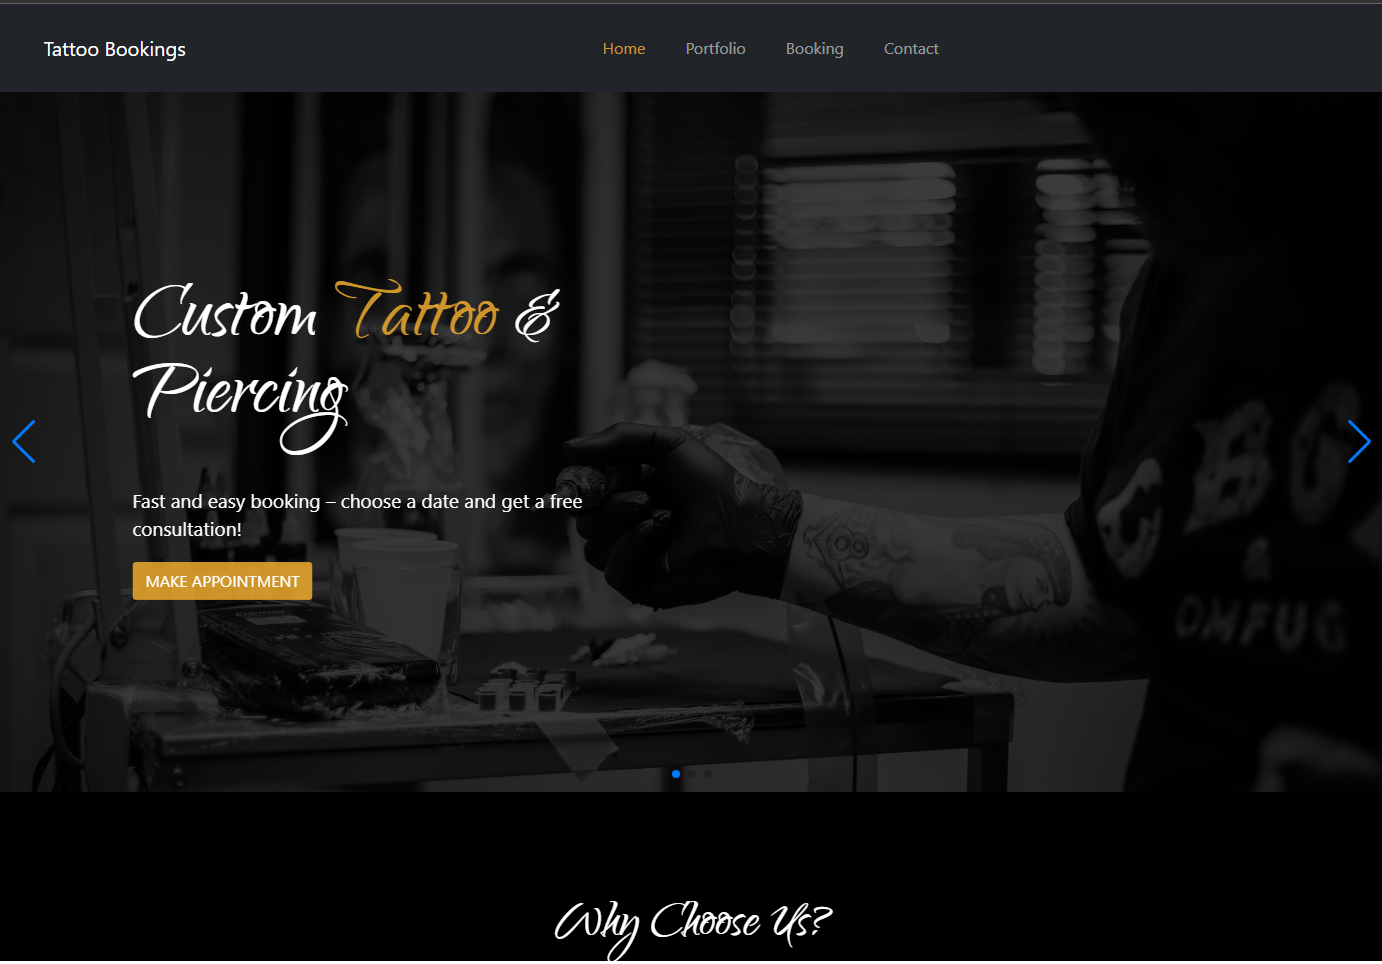 Tattoo Bookings
Home Portfolio Booking Contact
Custom Tattoo &
Piercing
Fast and easy booking – choose a date and get a free
consultation!
MAKE APPOINTMENT
OMFUG
Why Choose Us?